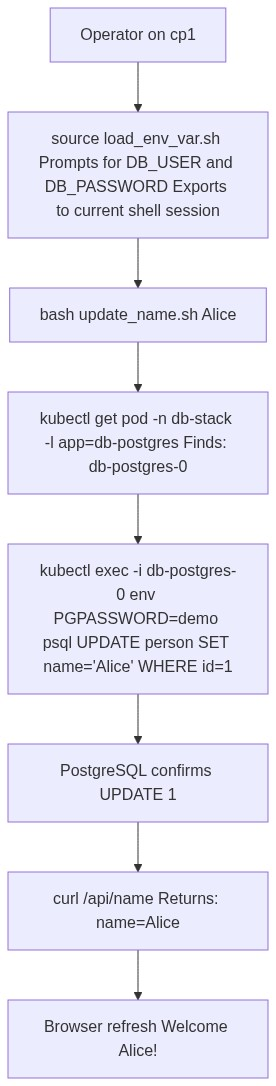 Operator on cp1
source load_env_var.sh
Prompts for DB_USER and
DB_PASSWORD Exports
to current shell session
bash update_name.sh Alice
kubectl get pod -n db-stack
-l app=db-postgres Finds:
db-postgres-0
kubectl exec -i db-postgres-
0 env
PGPASSWORD=demo
psql UPDATE person SET
name='Alice' WHERE id=1
PostgreSQL confirms
UPDATE 1
curl /api/name Returns:
name=Alice
Browser refresh Welcome
Alice!